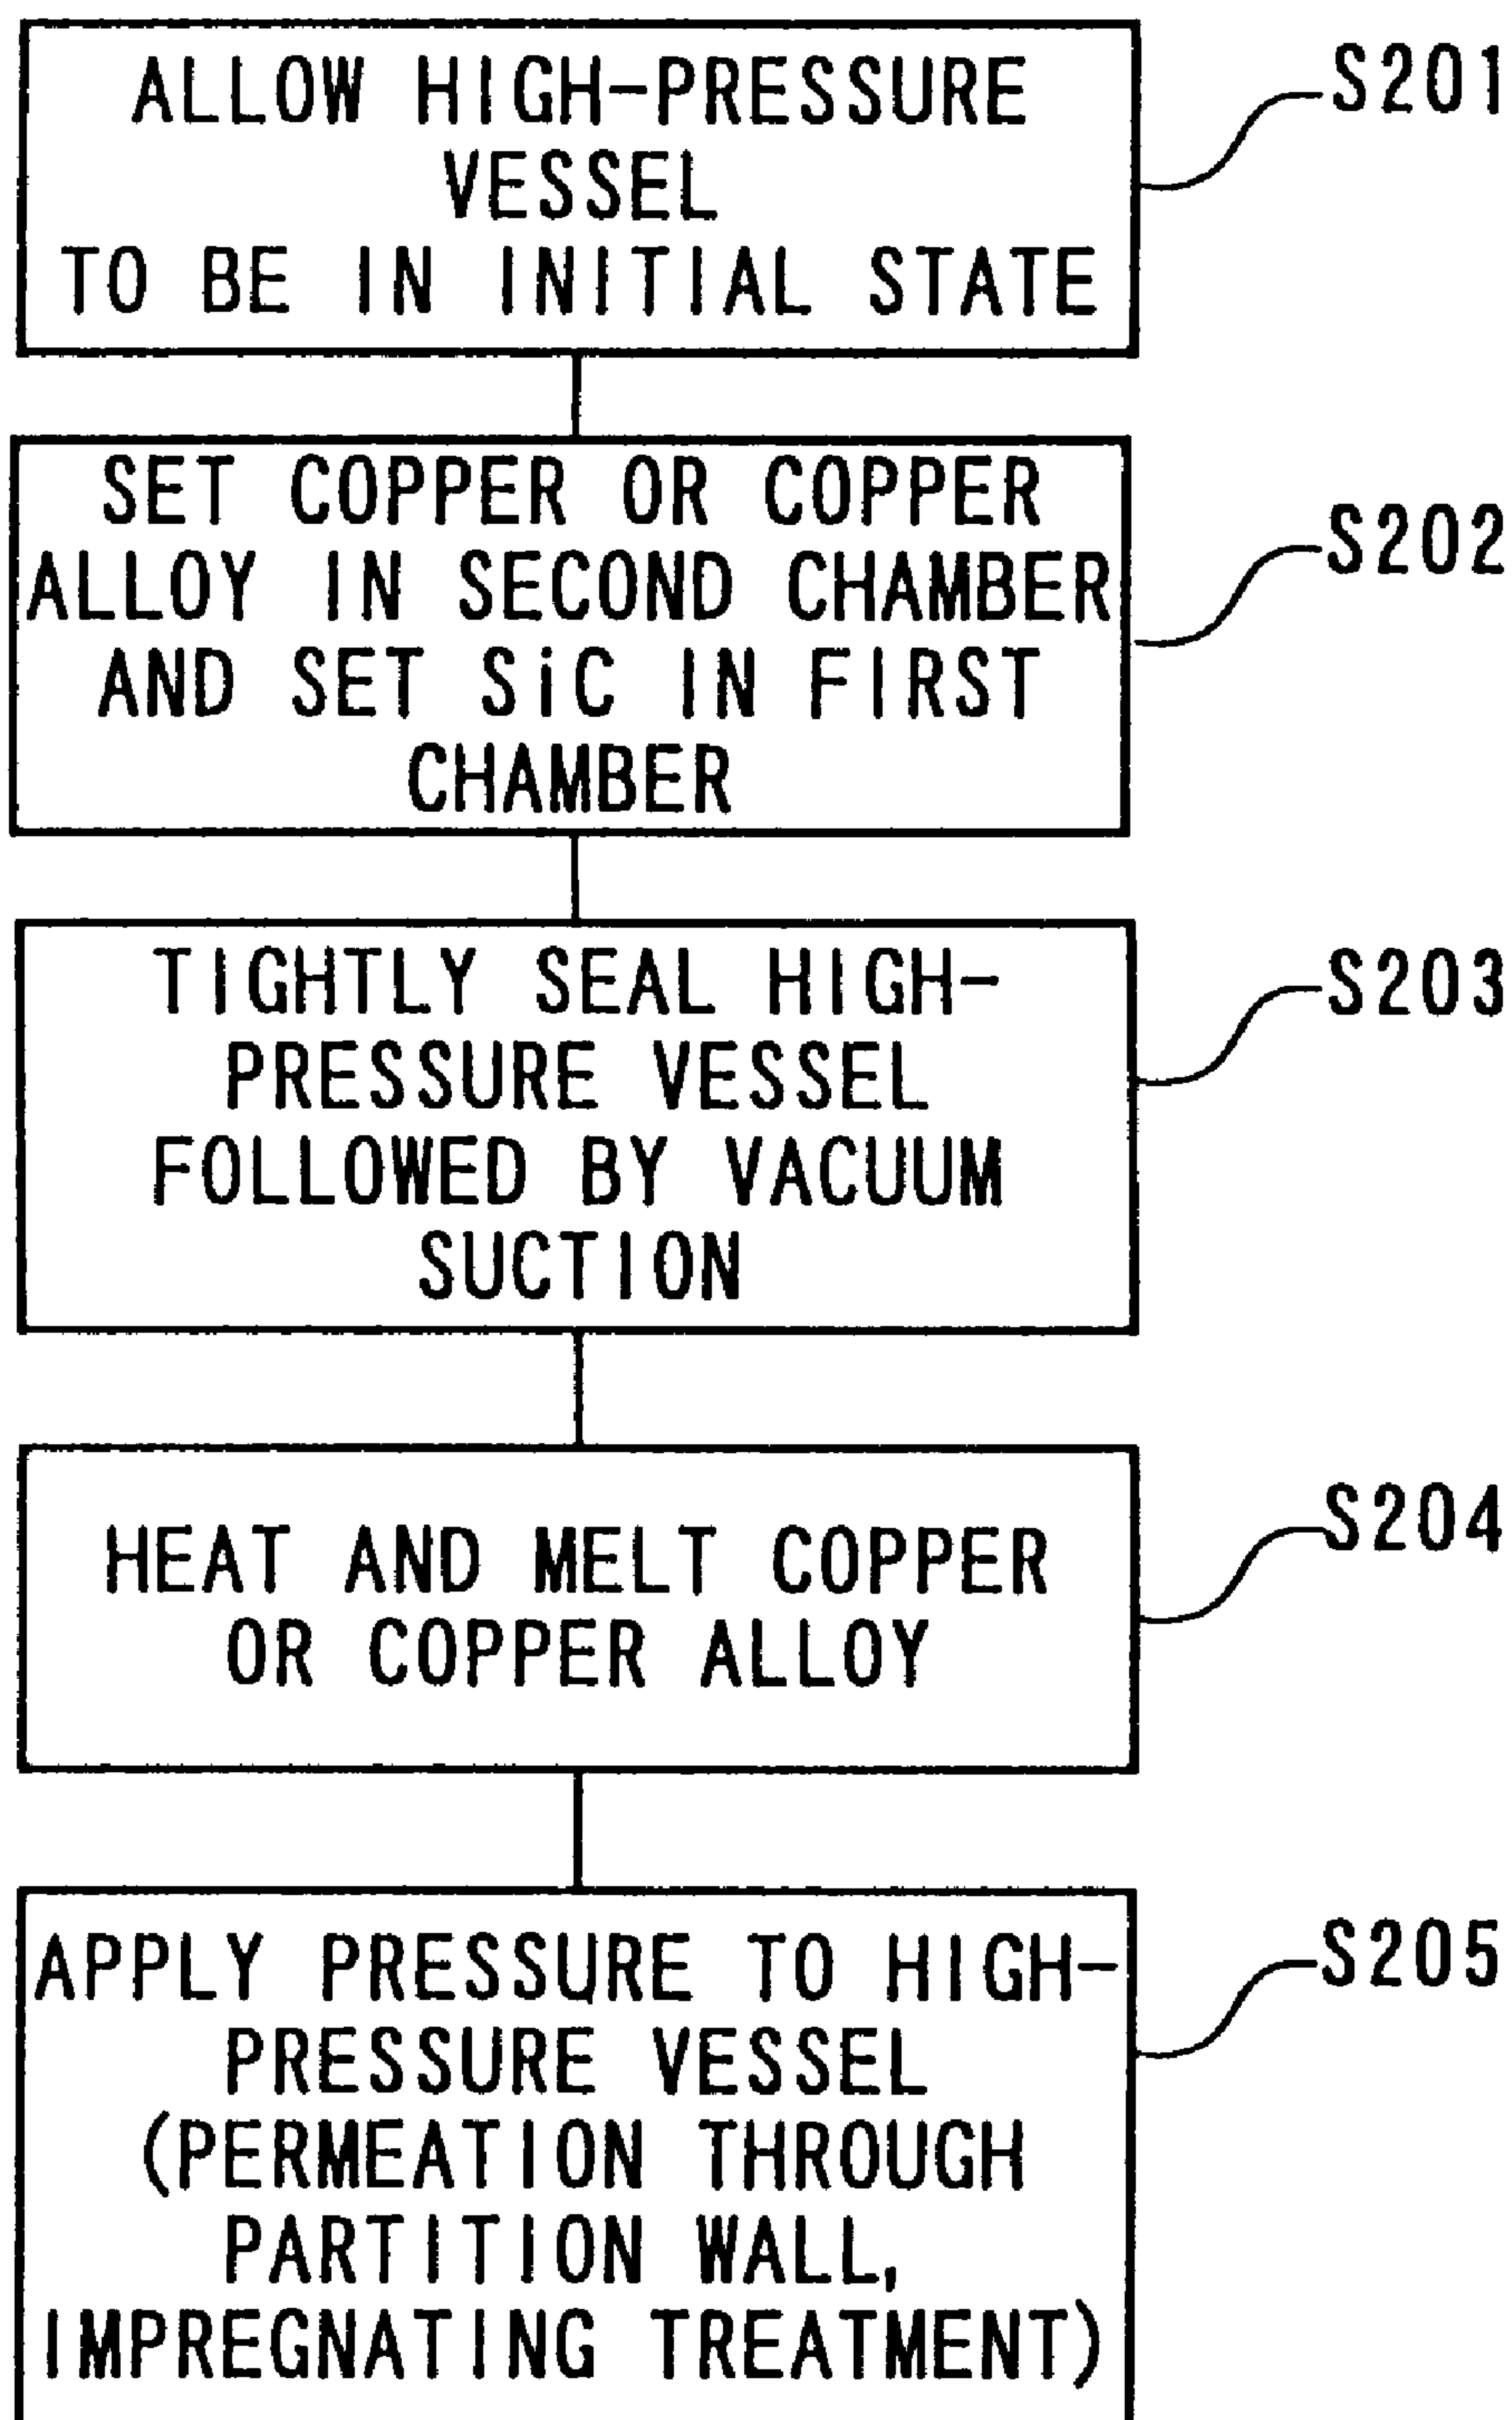 ALLOW HIGH-PRESSURE
VESSEL
TO BE IN INITIAL STATE
S201
SET COPPER OR COPPER
ALLOY IN SECOND CHAMBER
AND SET SiC IN FIRST
CHAMBER
S202
TIGHTLY SEAL HIGH-
PRESSURE VESSEL
FOLLOWED BY VACUUM
SUCTION
S203
HEAT AND MELT COPPER
OR COPPER ALLOY
S204
APPLY PRESSURE TO HIGH-
PRESSURE VESSEL
(PERMEATION THROUGH
PARTITION WALL,
IMPREGNATING TREATMENT)
S205